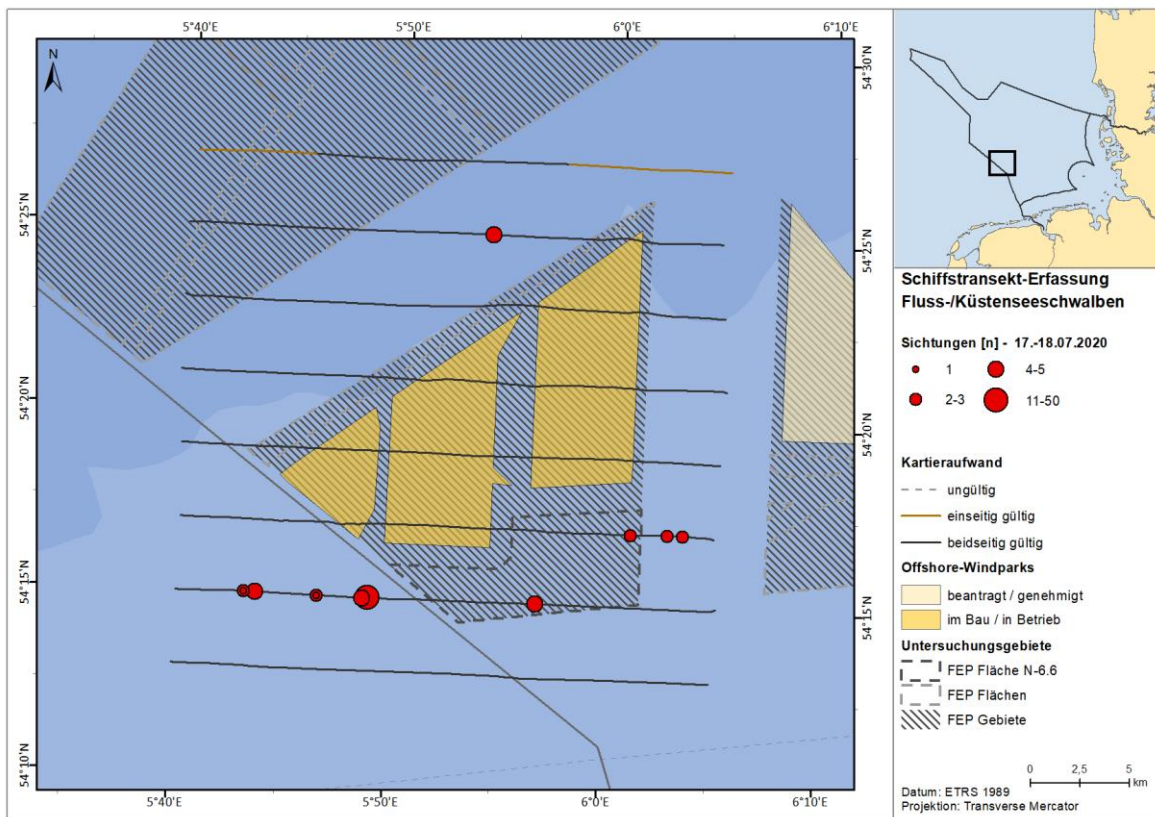 5°40'E 5°50'E 6°0'E 6°10'E
N
54°30'N
54°25'N
54°25'N
54°20'N
54°20'N
54°15'N
54°15'N
54°10'N
5°40'E 5°50'E 6°0'E 6°10'E
Schiffstransekt-Erfassung
Fluss-/Küstenseeschwalben
Sichtungen [n] - 17.-18.07.2020
1 4-5
2-3 11-50
Kartieraufwand
ungültig
einseitig gültig
beidseitig gültig
Offshore-Windparks
beantragt / genehmigt
im Bau / in Betrieb
Untersuchungsgebiete
FEP Fläche N-6.6
FEP Flächen
FEP Gebiete
0 2,5 5
km
Datum: ETRS 1989
Projektion: Transverse Mercator